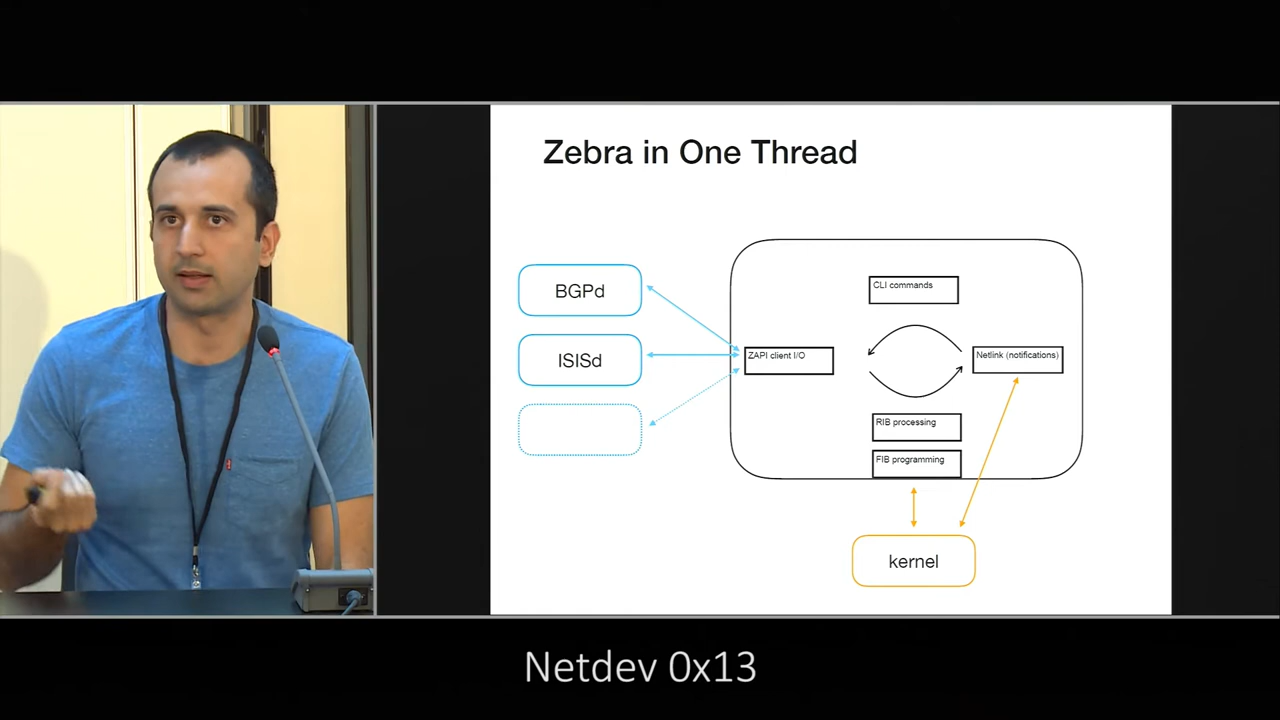 Zebra in One Thread
BGPd
ISISd
ZAPI client I/O
CLI commands
Netlink (notifications)
RIB processing
FIB programming
kernel
Netdev 0x13